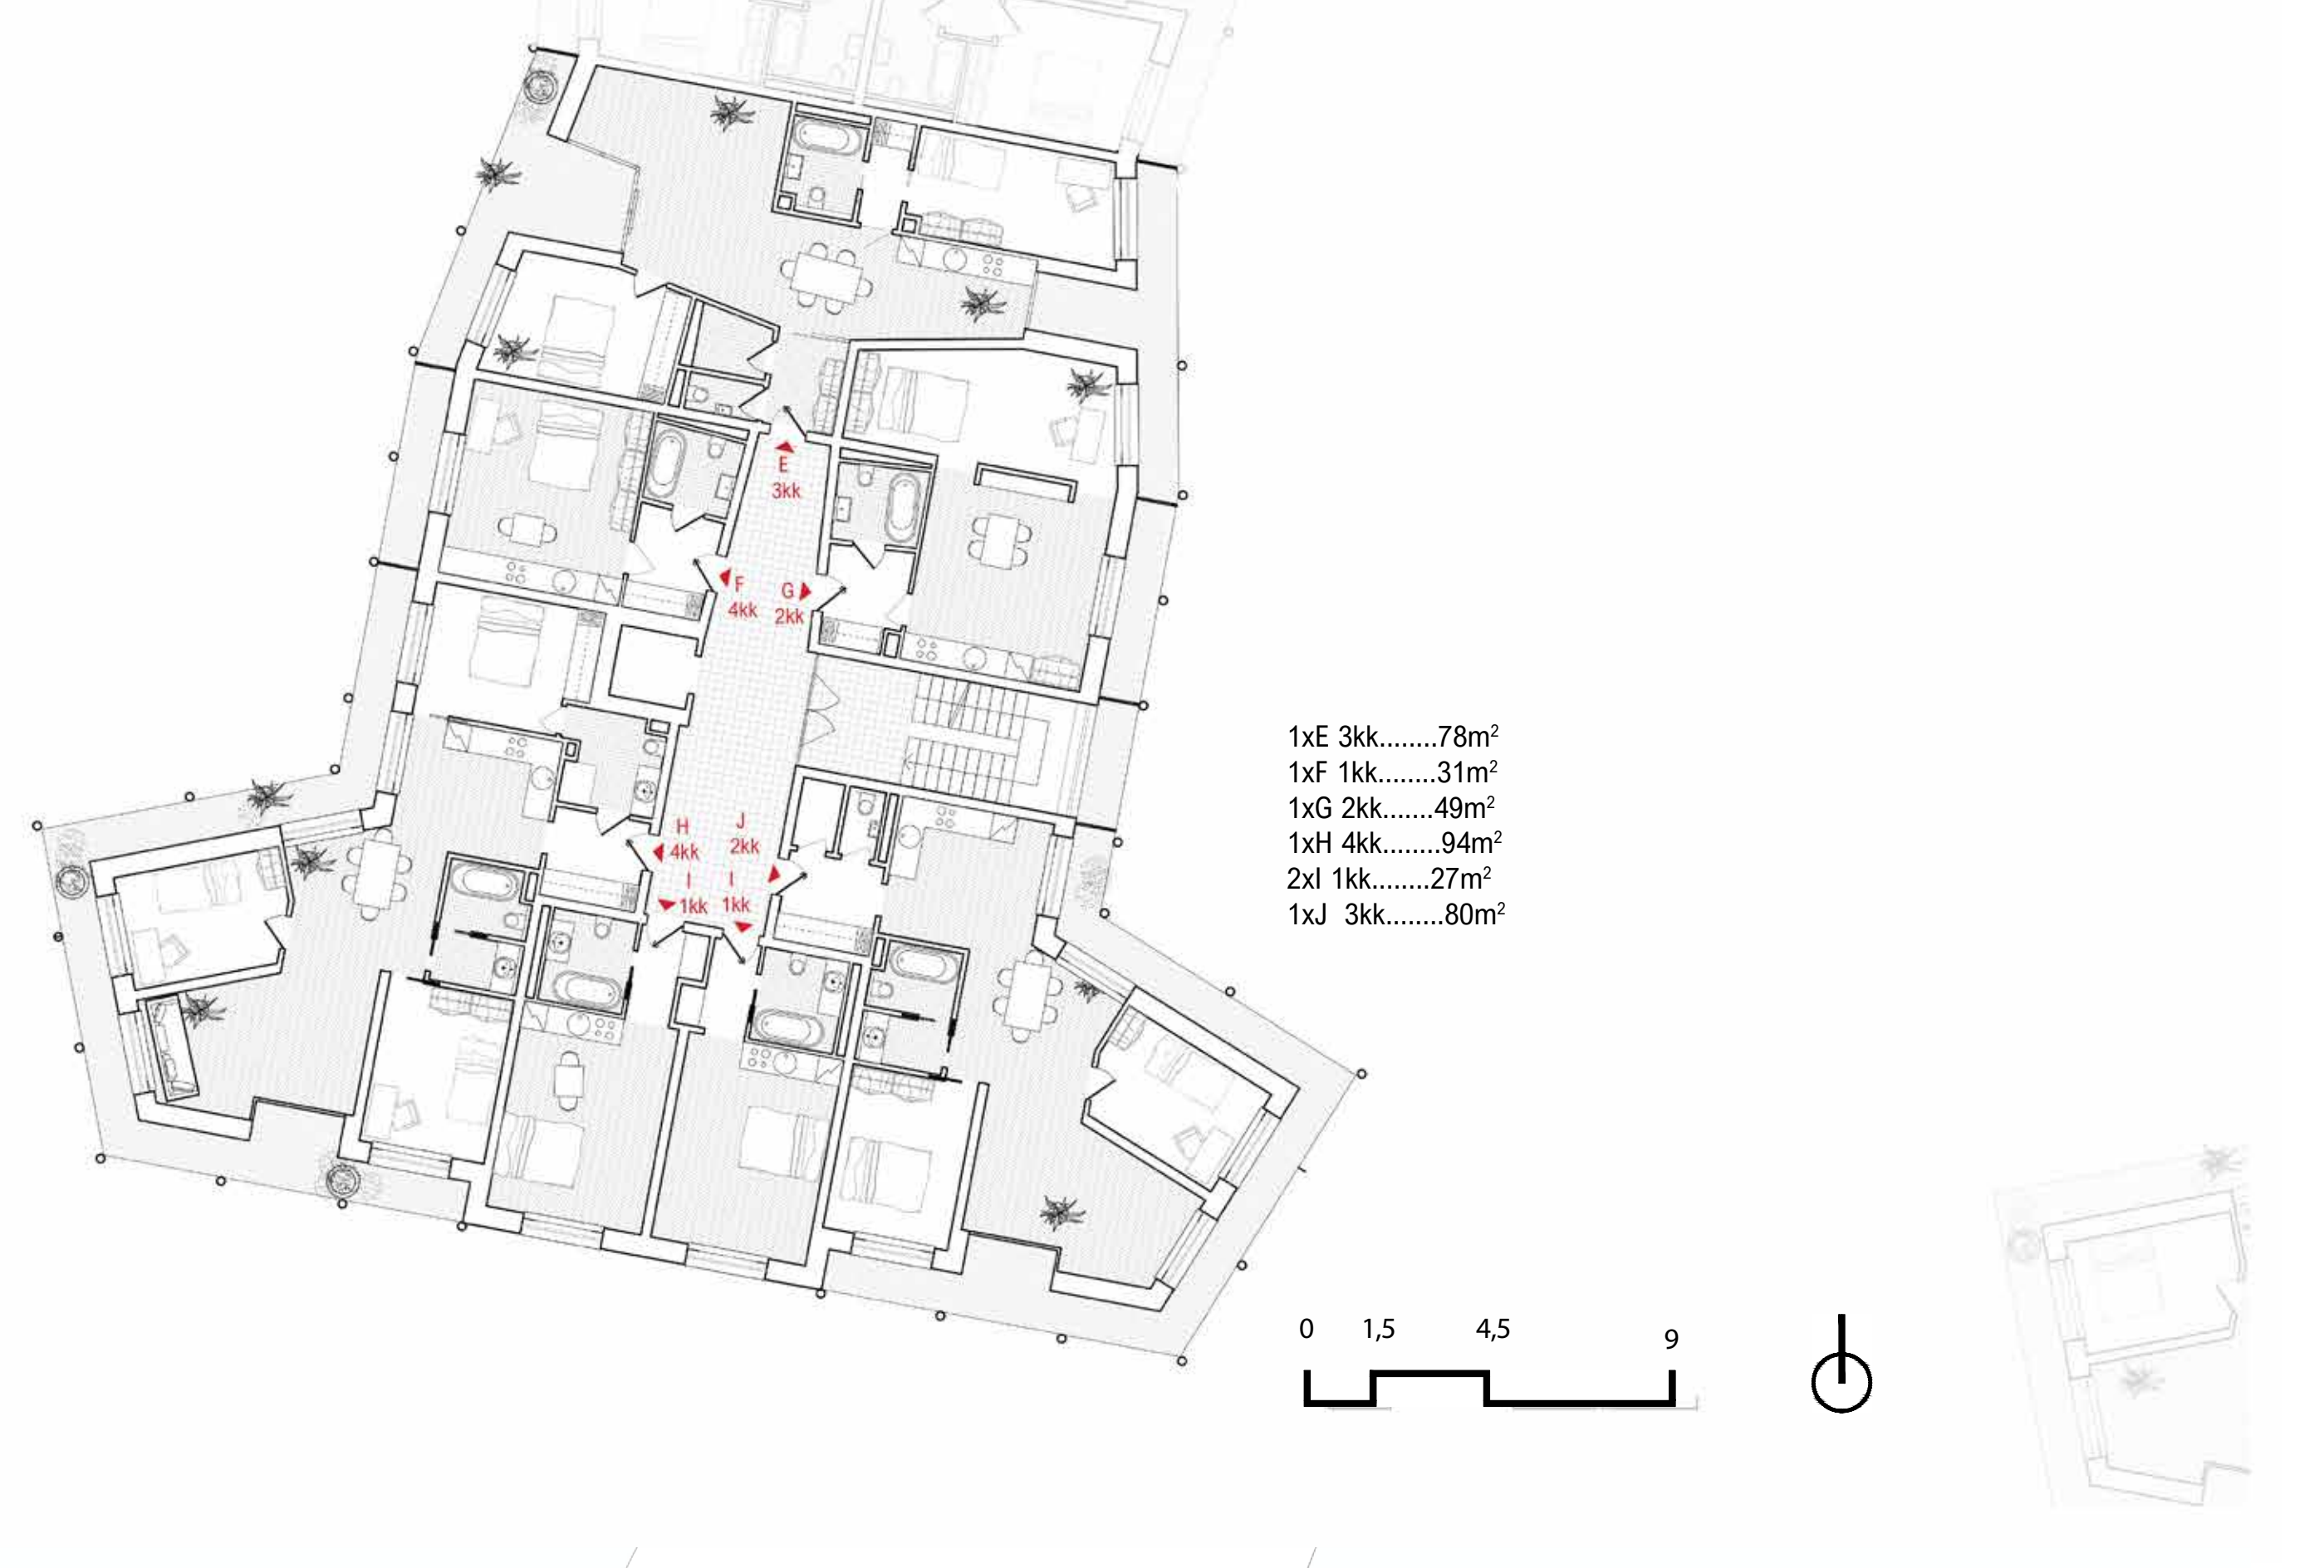 E
3kk
F
4kk
G
2kk
H
4kk
J
2kk
I
1kk
I
1kk
1xE 3kk........78m²
1xF 1kk........31m²
1xG 2kk.......49m²
1xH 4kk........94m²
2xI 1kk........27m²
1xJ 3kk........80m²
0 1,5 4,5 9